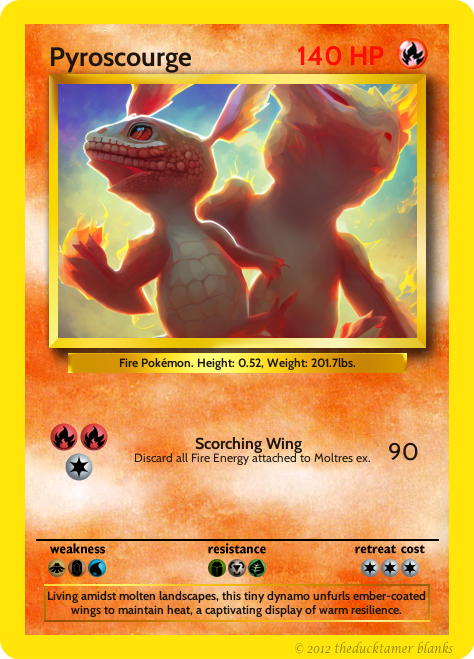 Pyroscourge
140 HP
Fire Pokémon. Height: 0.52, Weight: 201.7lbs.
Scorching Wing
Discard all Fire Energy attached to Moltres ex.
90
weakness
resistance
retreat cost
Living amidst molten landscapes, this tiny dynamo unfurls ember-coated
wings to maintain heat, a captivating display of warm resilience.
© 2012 theducktamer blanks